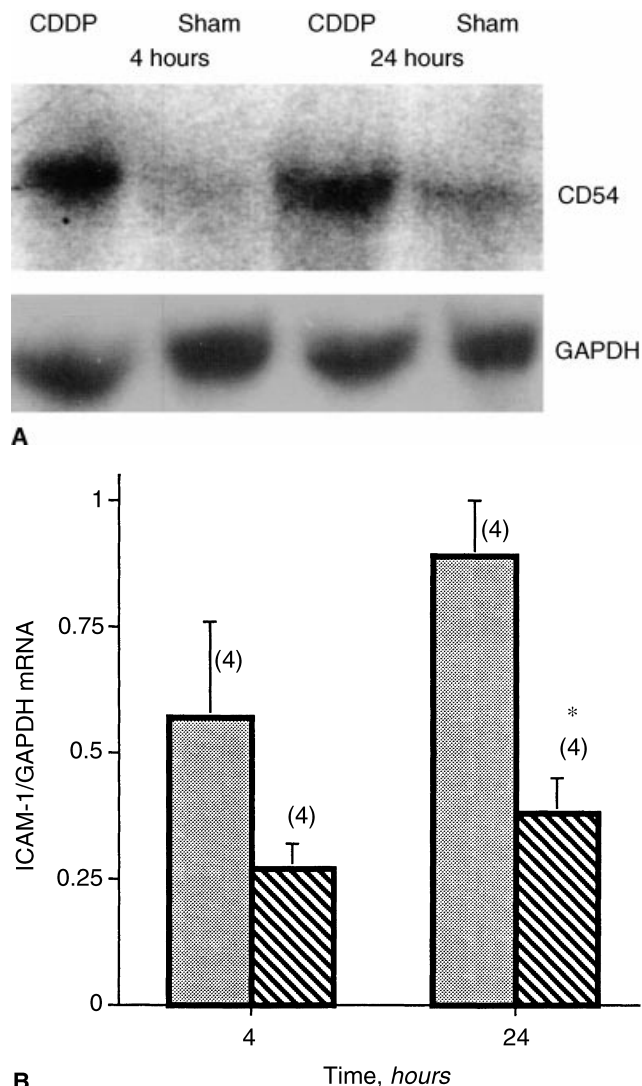 CDDP Sham CDDP Sham
4 hours 24 hours
CD54
GAPDH
A
1
(4)
(4)
0.75
(4)
*
0.5
(4)
0.25
0
4 24
ICAM-1/GAPDH mRNA
Time, hours
B